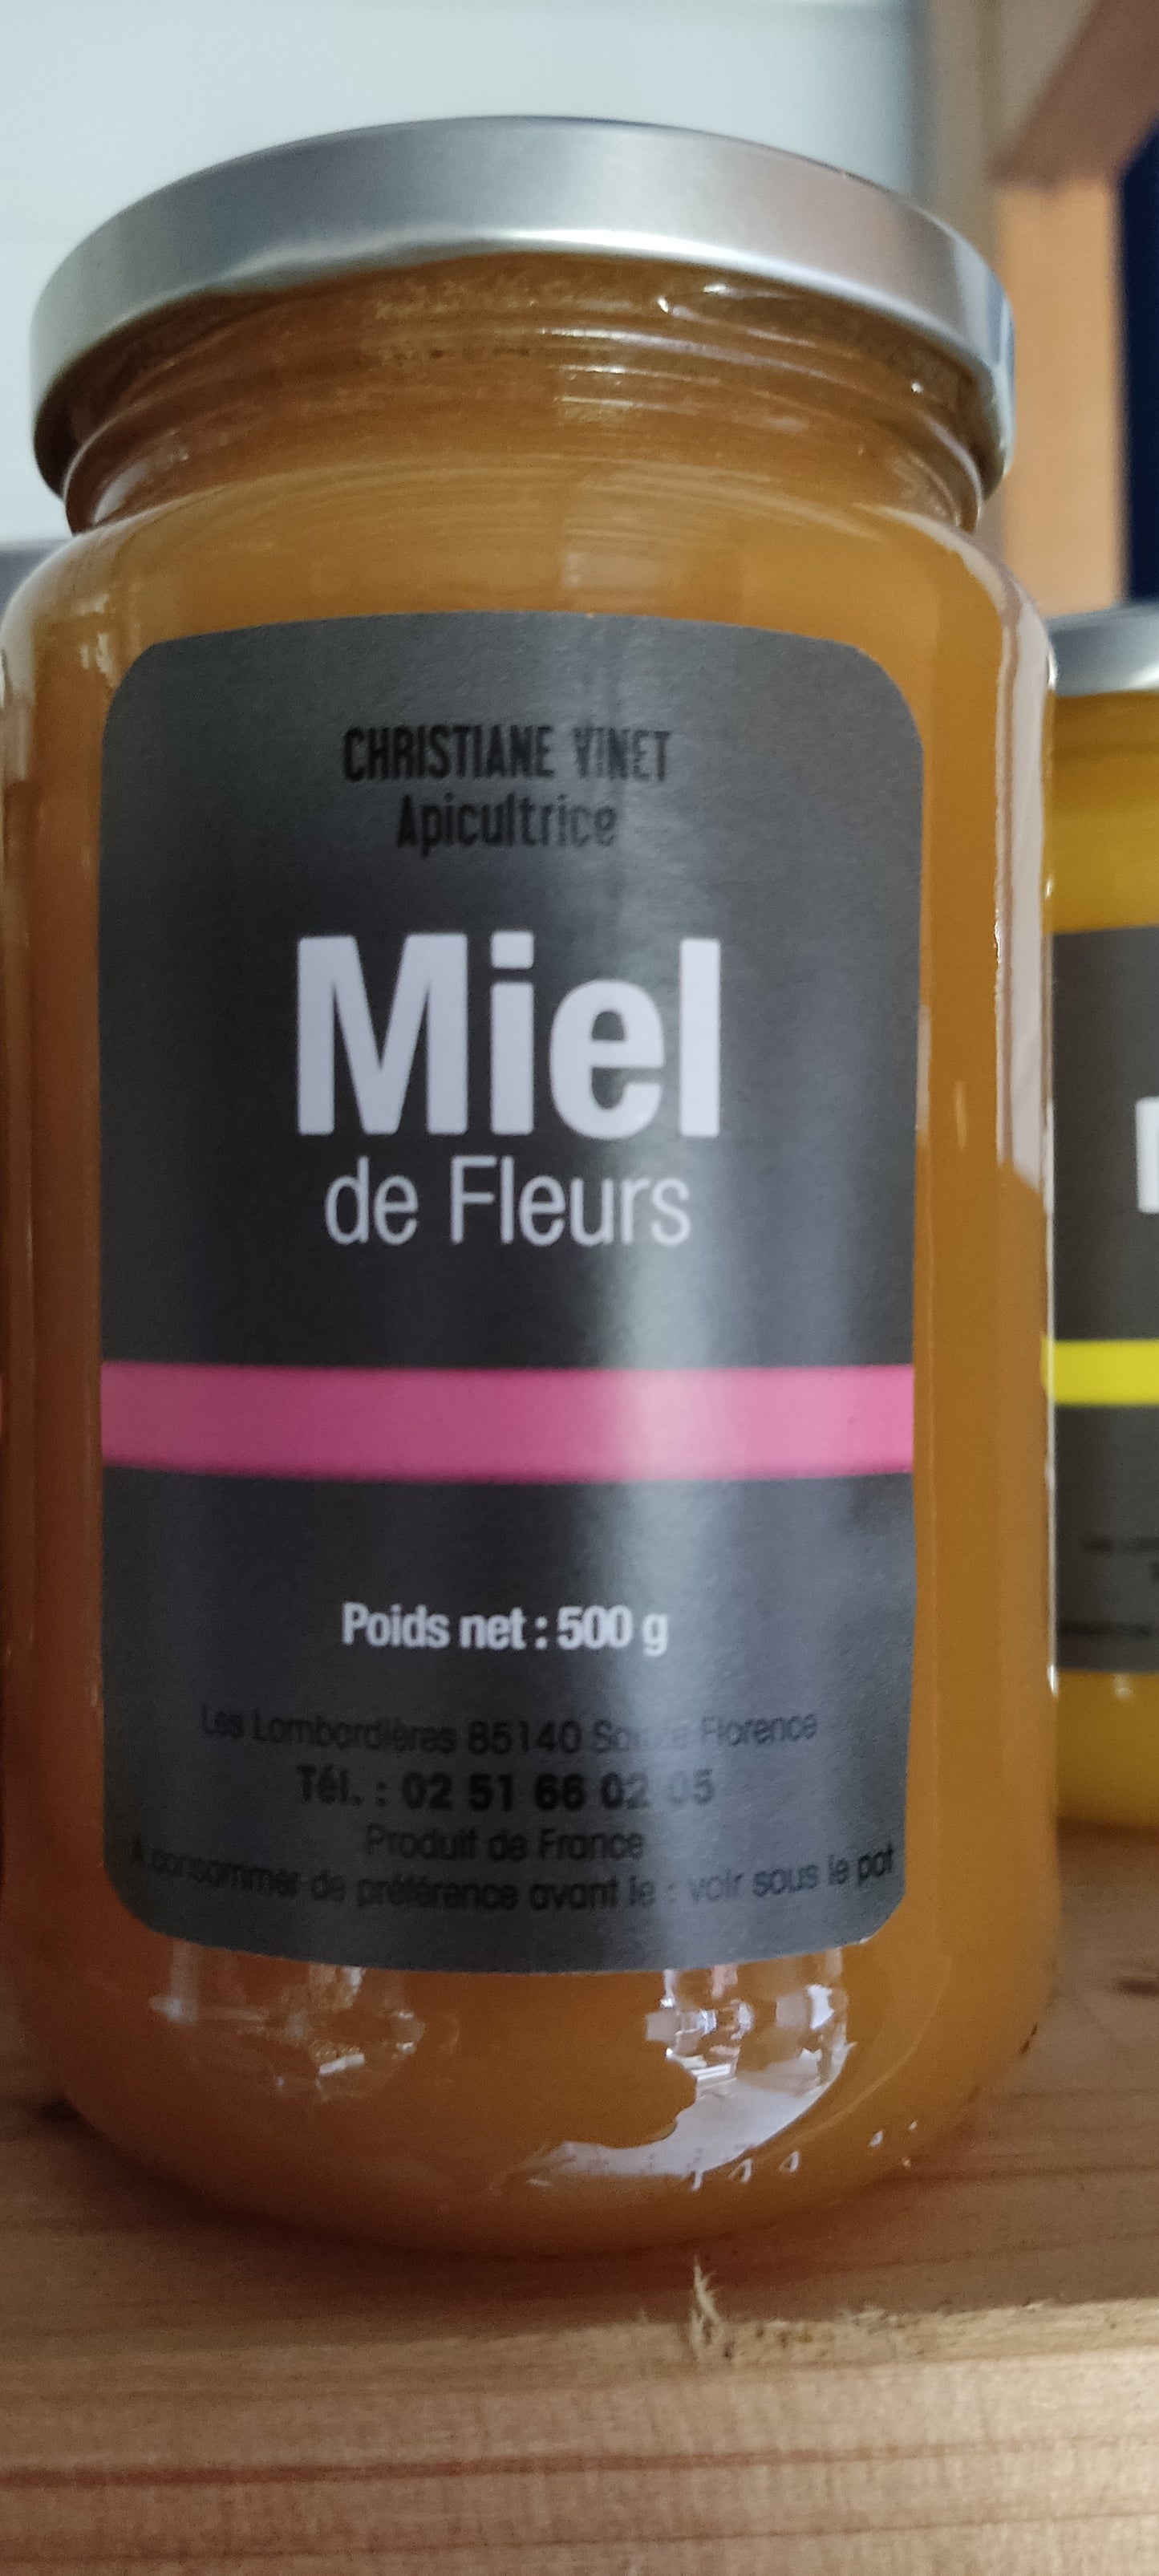 CHRISTIANE VINET
Apicultrice
Miel
de Fleurs
Poids net : 500 g
Les Lombardières 85140 Sainte Florence
Tél. : 02 51 66 02 05
Produit de France
A consommer de préférence avant le : voir sous le pot